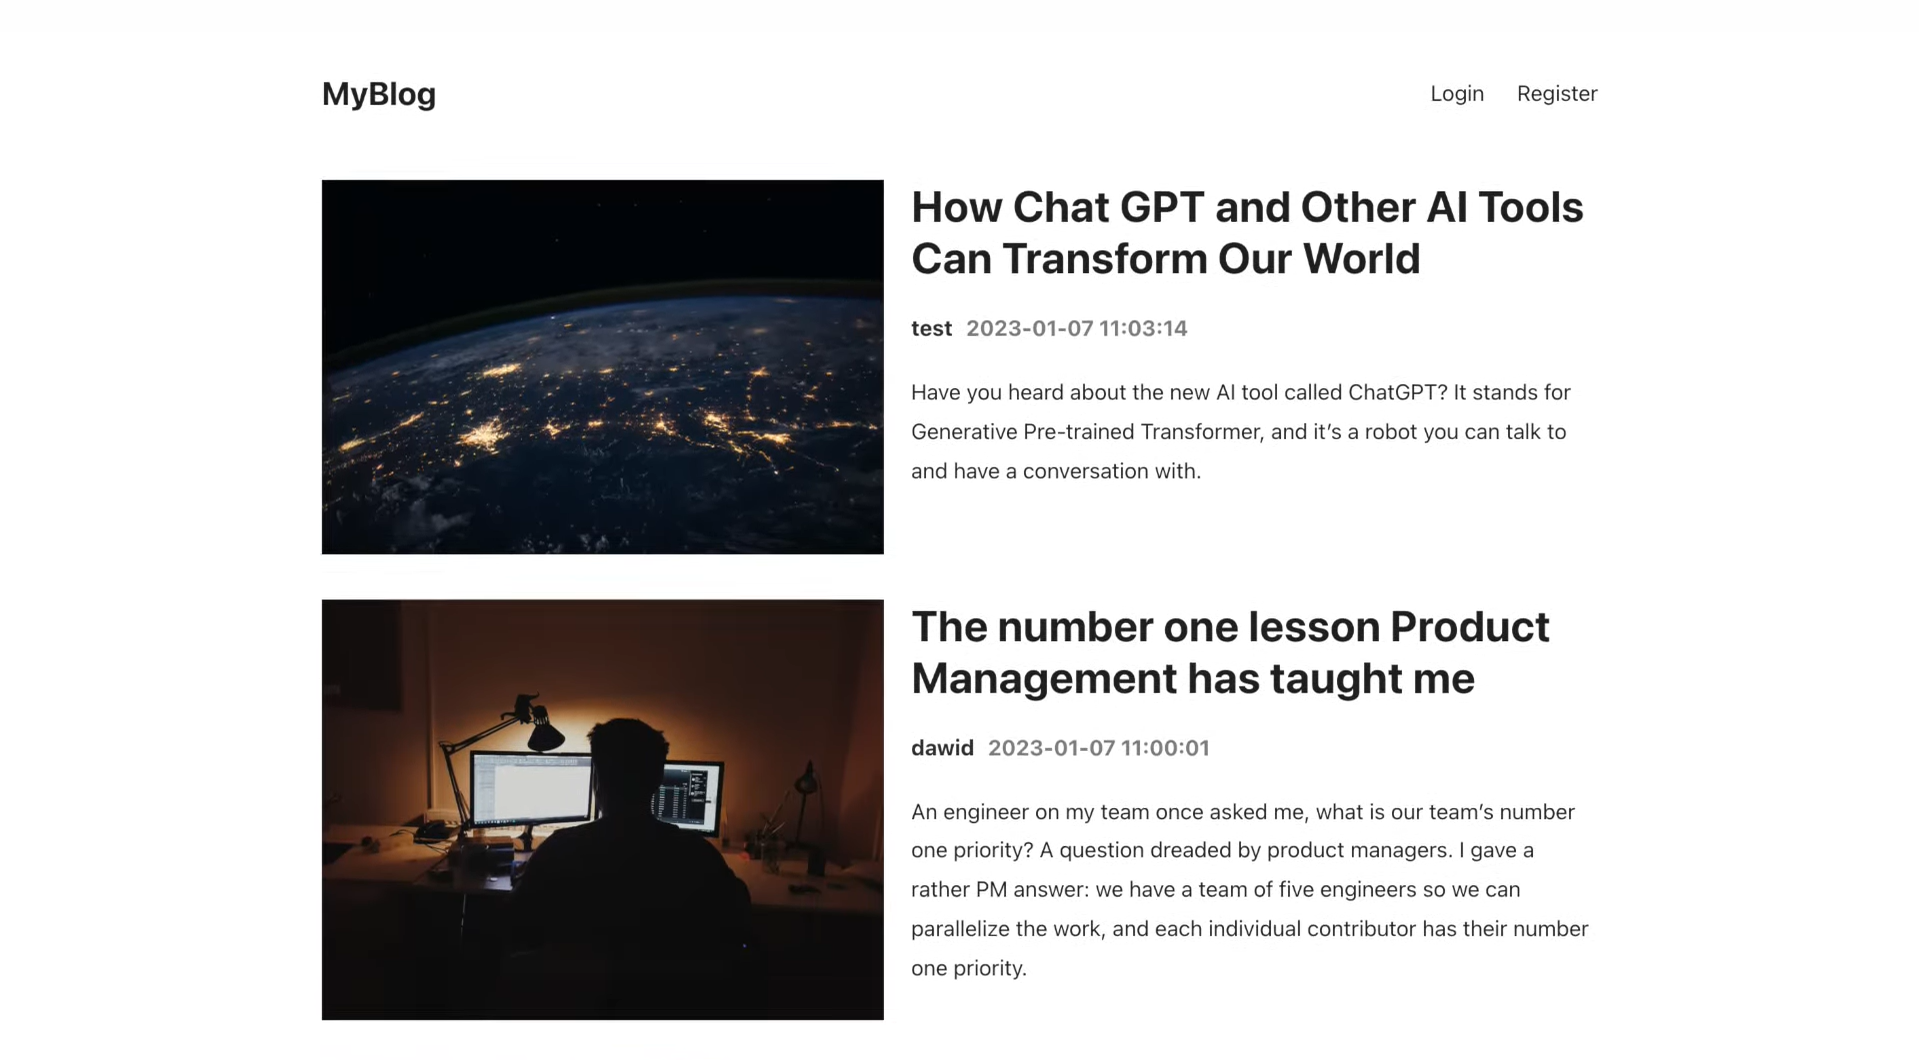 MyBlog
Login Register
How Chat GPT and Other AI Tools
Can Transform Our World
test 2023-01-07 11:03:14
Have you heard about the new AI tool called ChatGPT? It stands for
Generative Pre-trained Transformer, and it’s a robot you can talk to
and have a conversation with.
The number one lesson Product
Management has taught me
dawid 2023-01-07 11:00:01
An engineer on my team once asked me, what is our team’s number
one priority? A question dreaded by product managers. I gave a
rather PM answer: we have a team of five engineers so we can
parallelize the work, and each individual contributor has their number
one priority.